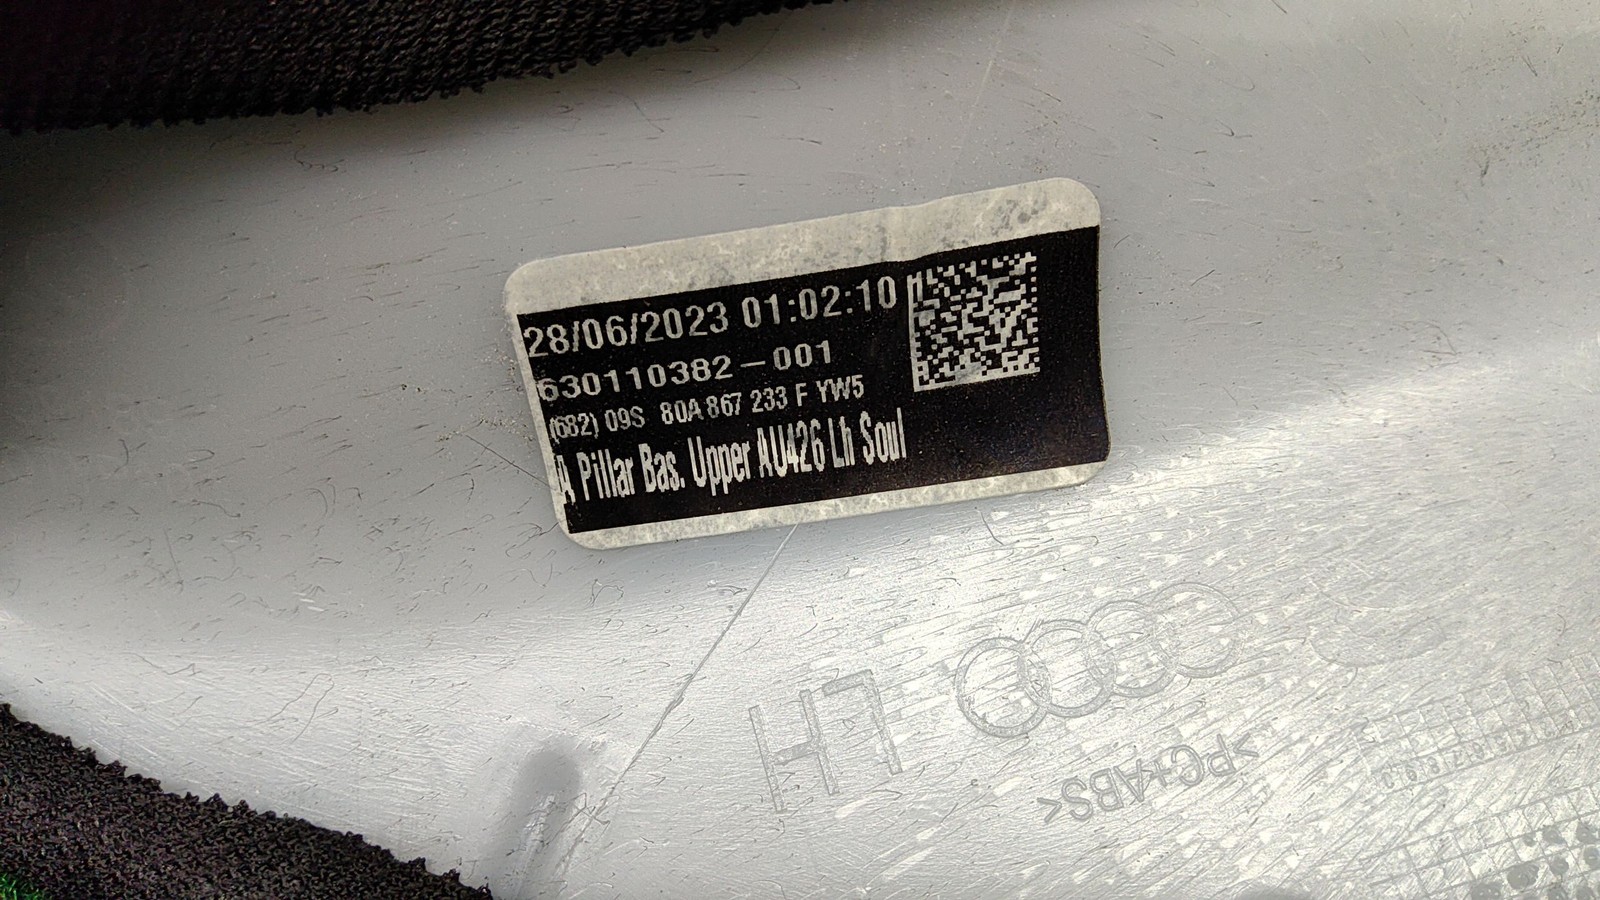 28/06/2023 01:02:10
630110382-001
(682) 09S 80A 867 233 F YW5
A Pillar Bas. Upper AU426 Lh Soul
LH
>PC+ABS<